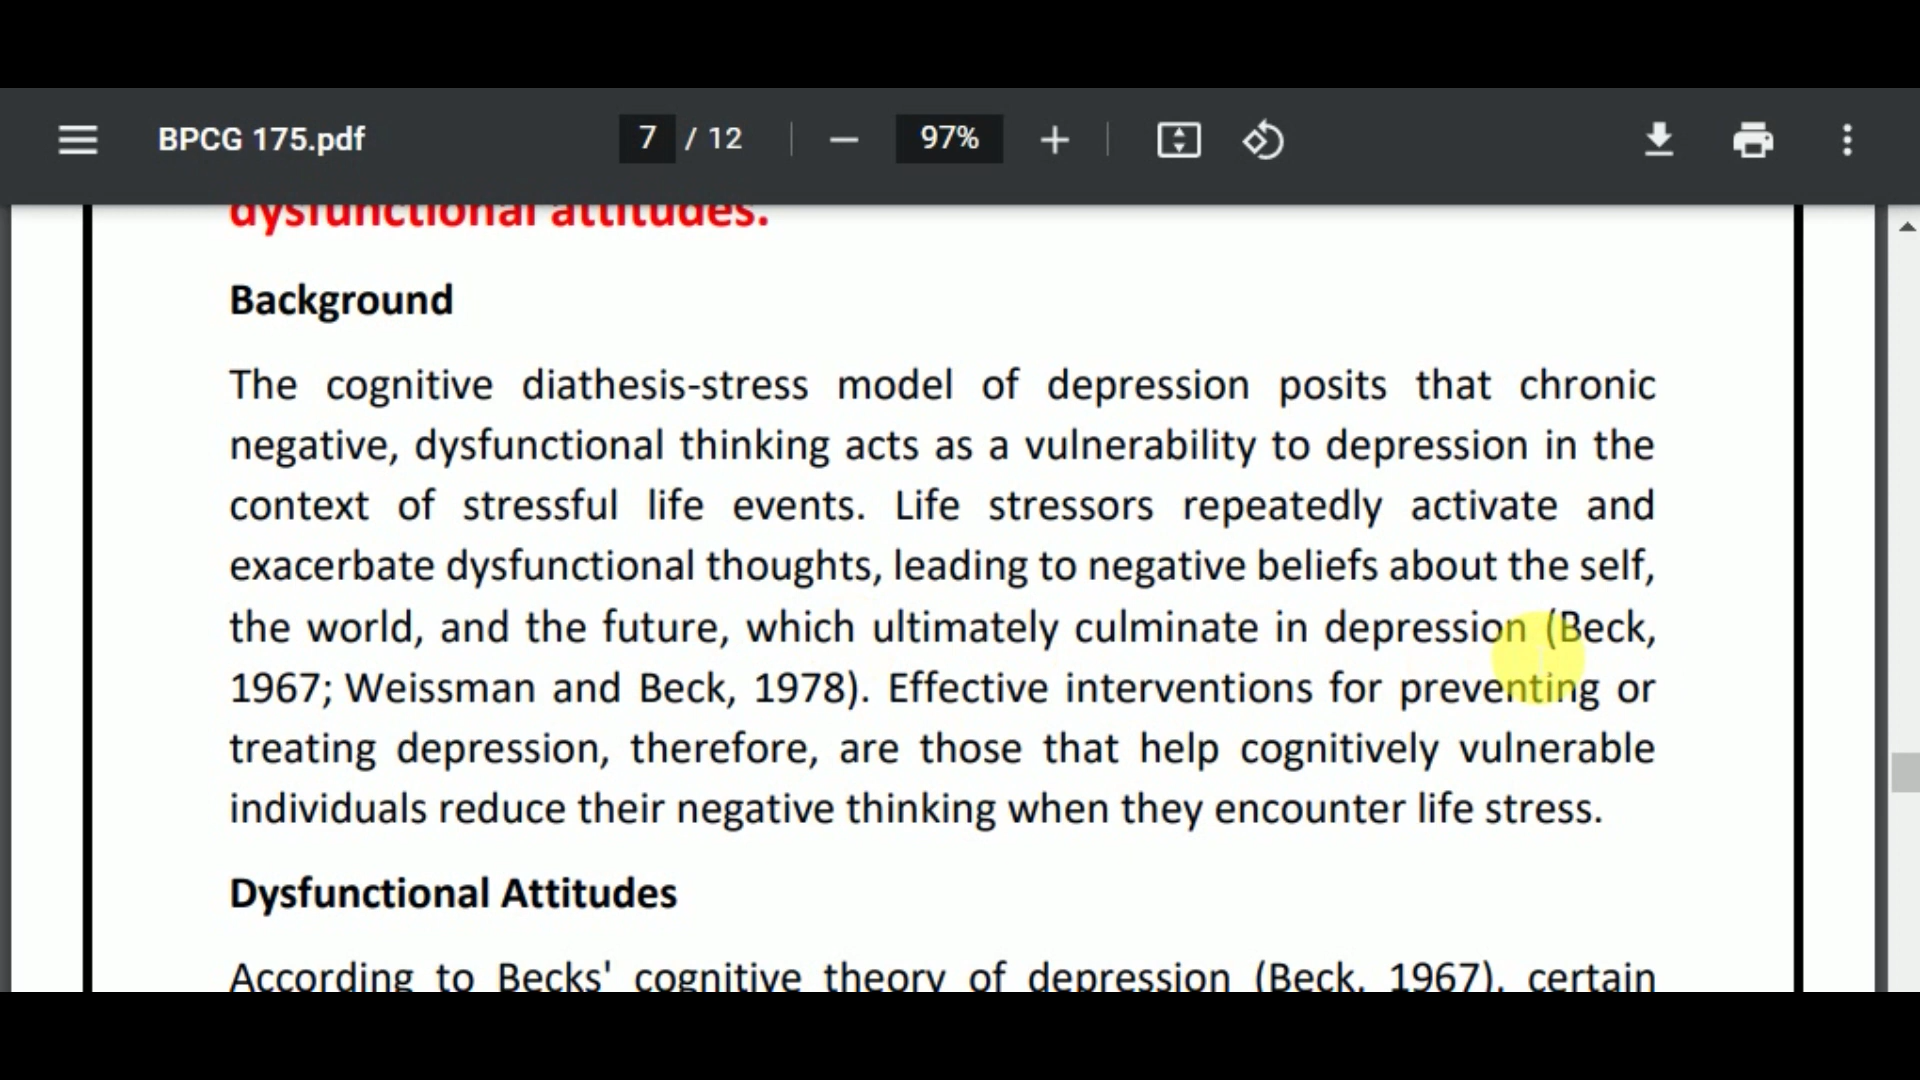 BPCG 175.pdf
7 / 12
97%
dysfunctional attitudes.
Background
The cognitive diathesis-stress model of depression posits that chronic
negative, dysfunctional thinking acts as a vulnerability to depression in the
context of stressful life events. Life stressors repeatedly activate and
exacerbate dysfunctional thoughts, leading to negative beliefs about the self,
the world, and the future, which ultimately culminate in depression (Beck,
1967; Weissman and Beck, 1978). Effective interventions for preventing or
treating depression, therefore, are those that help cognitively vulnerable
individuals reduce their negative thinking when they encounter life stress.
Dysfunctional Attitudes
According to Becks' cognitive theory of depression (Beck, 1967), certain